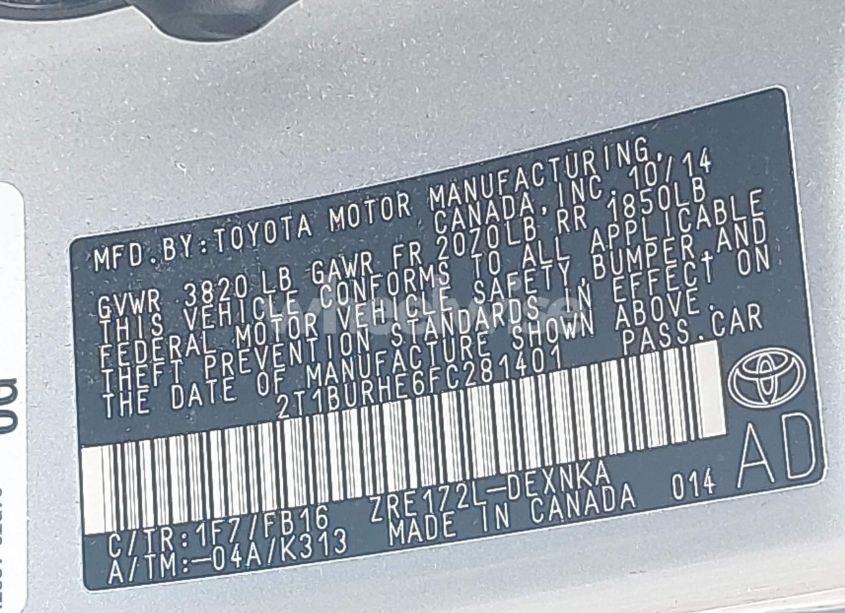 MFD.BY:TOYOTA MOTOR MANUFACTURING,
CANADA, INC. 10/14
GVWR 3820 LB GAWR FR 2070LB RR 1850LB
THIS VEHICLE CONFORMS TO ALL APPLICABLE
FEDERAL MOTOR VEHICLE SAFETY, BUMPER, AND
THEFT PREVENTION STANDARDS IN EFFECT ON
THE DATE OF MANUFACTURE SHOWN ABOVE.
2T1BURHE6FC281401 PASS.CAR
C/TR:1F7/FB16 ZRE172L-DEXNKA 014
A/TM:-04A/K313 MADE IN CANADA
AD